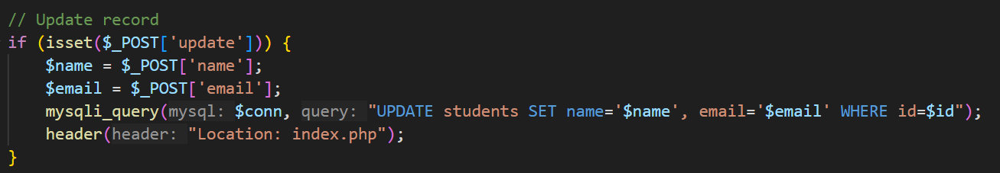 // Update record
if (isset($_POST['update'])) {
    $name = $_POST['name'];
    $email = $_POST['email'];
    mysqli_query(mysql: $conn, query: "UPDATE students SET name='$name', email='$email' WHERE id=$id");
    header(header: "Location: index.php");
}